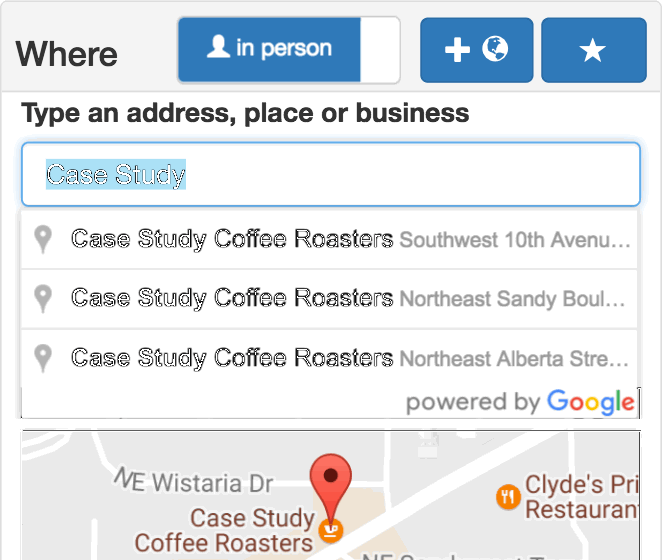 Where
in person
Type an address, place or business
Case Study
Case Study Coffee Roasters Southwest 10th Avenu...
Case Study Coffee Roasters Northeast Sandy Boul...
Case Study Coffee Roasters Northeast Alberta Stre...
powered by Google
NE Wistaria Dr
Clyde's Pri
Restauran
Case Study
Coffee Roasters